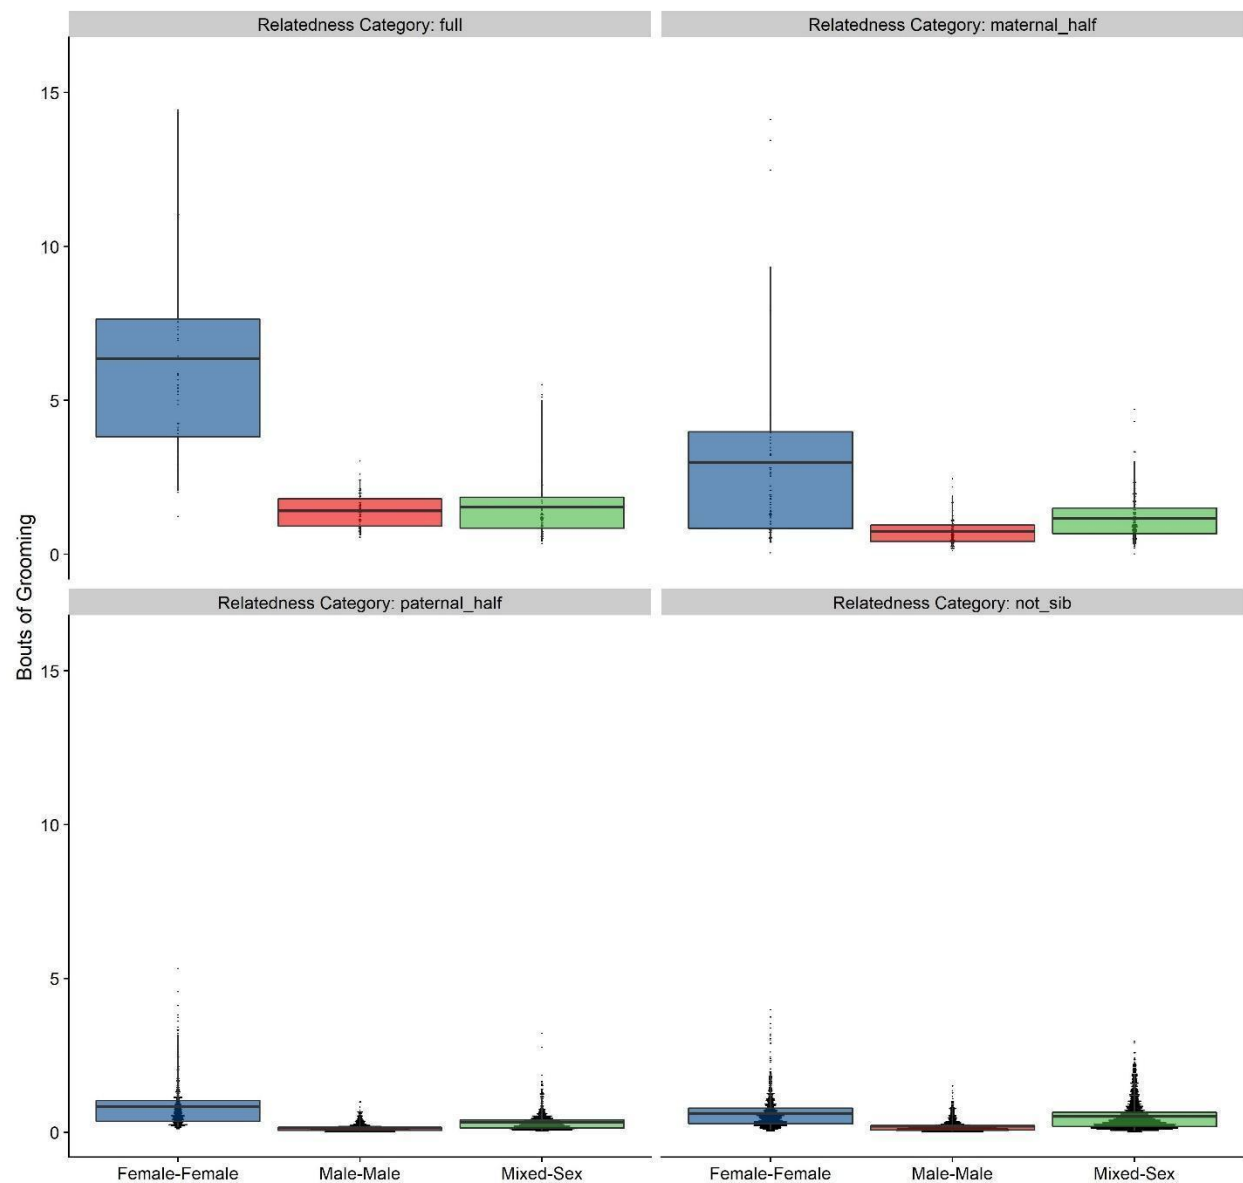 Relatedness Category: full
Relatedness Category: maternal_half
15
10
5
0
Bouts of Grooming
Relatedness Category: paternal_half
Relatedness Category: not_sib
15
10
5
0
Female-Female
Male-Male
Mixed-Sex
Female-Female
Male-Male
Mixed-Sex